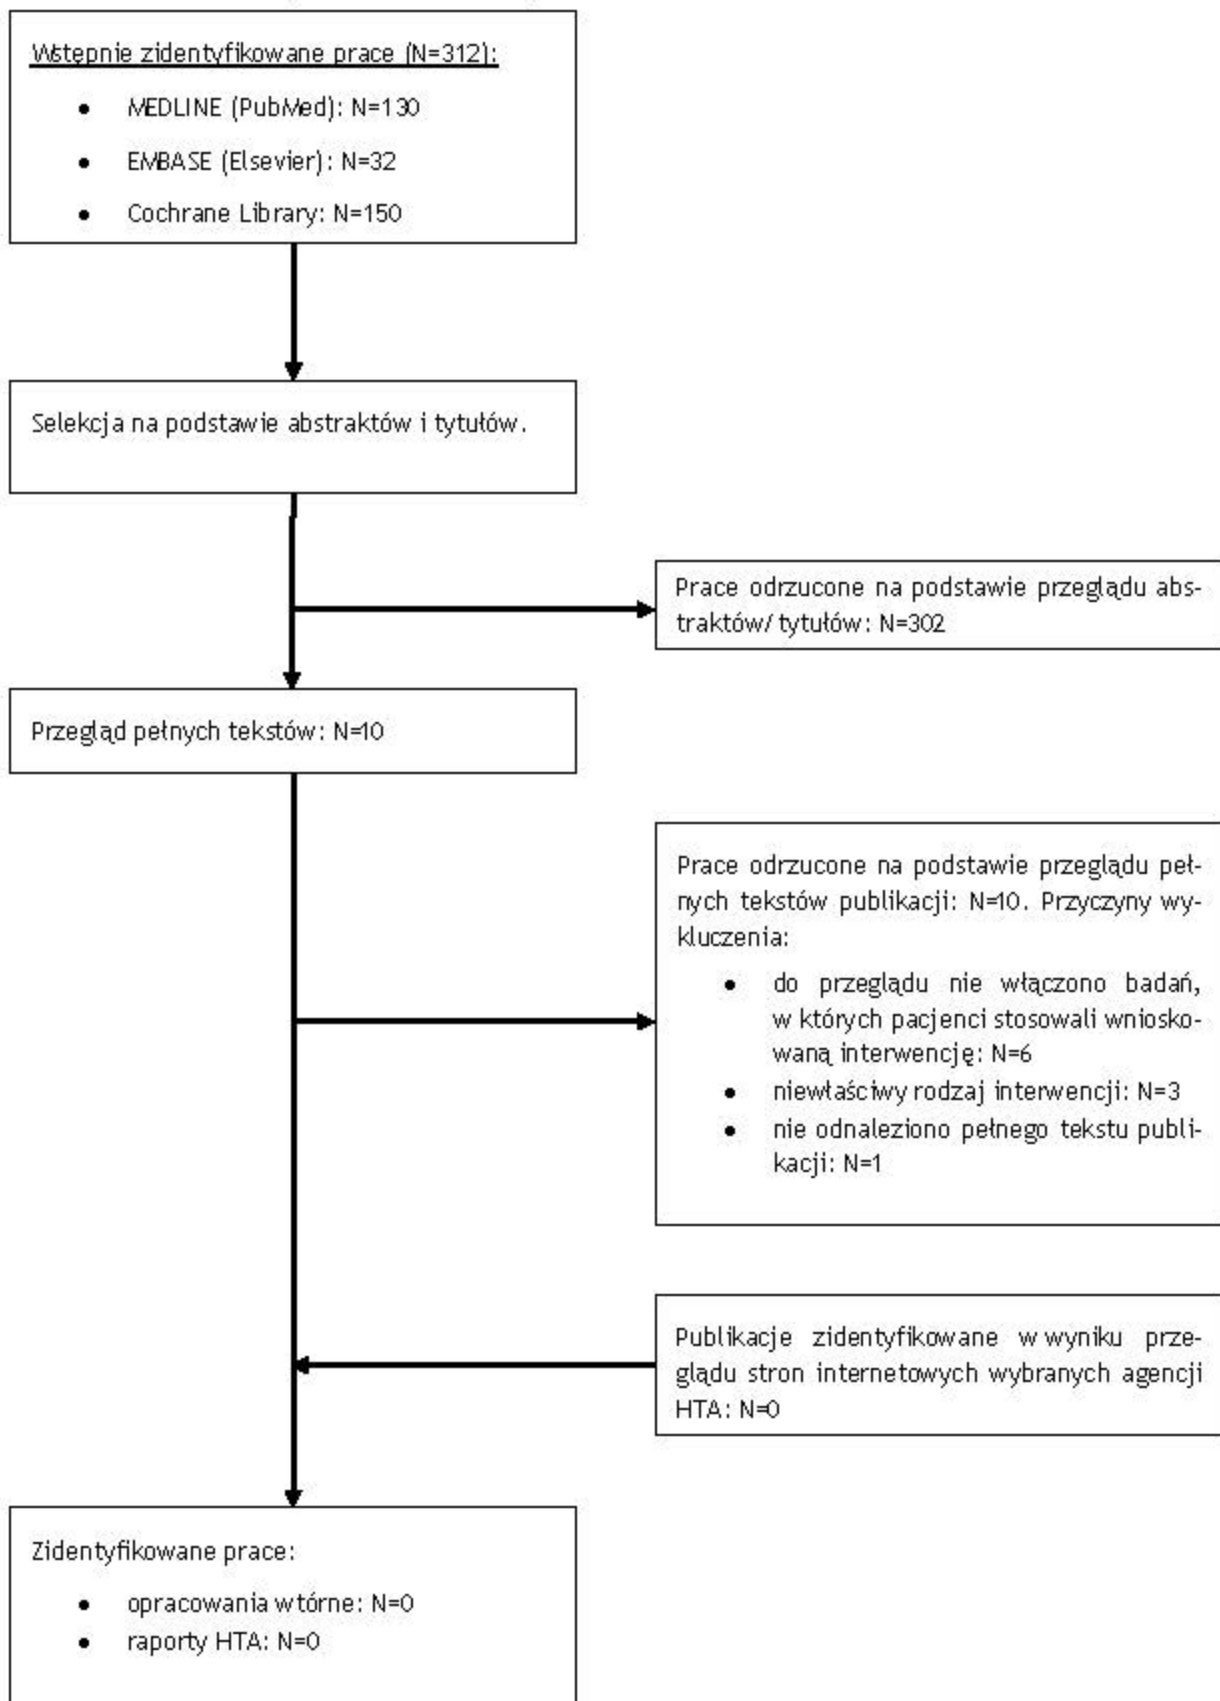 Wstępnie zidentyfikowane prace (N=312):
• MEDLINE (PubMed): N=130
• EMBASE (Elsevier): N=32
• Cochrane Library: N=150
Selekcja na podstawie abstraktów i tytułów.
Prace odrzucone na podstawie przeglądu abs-
traktów/ tytułów: N=302
Przegląd pełnych tekstów: N=10
Prace odrzucone na podstawie przeglądu peł-
nych tekstów publikacji: N=10. Przyczyny wy-
kluczenia:
• do przeglądu nie włączono badań,
w których pacjenci stosowali wniosko-
waną interwencję: N=6
• niewłaściwy rodzaj interwencji: N=3
• nie odnaleziono pełnego tekstu publi-
kacji: N=1
Publikacje zidentyfikowane w wyniku prze-
glądu stron internetowych wybranych agencji
HTA: N=0
Zidentyfikowane prace:
• opracowania wtórne: N=0
• raporty HTA: N=0